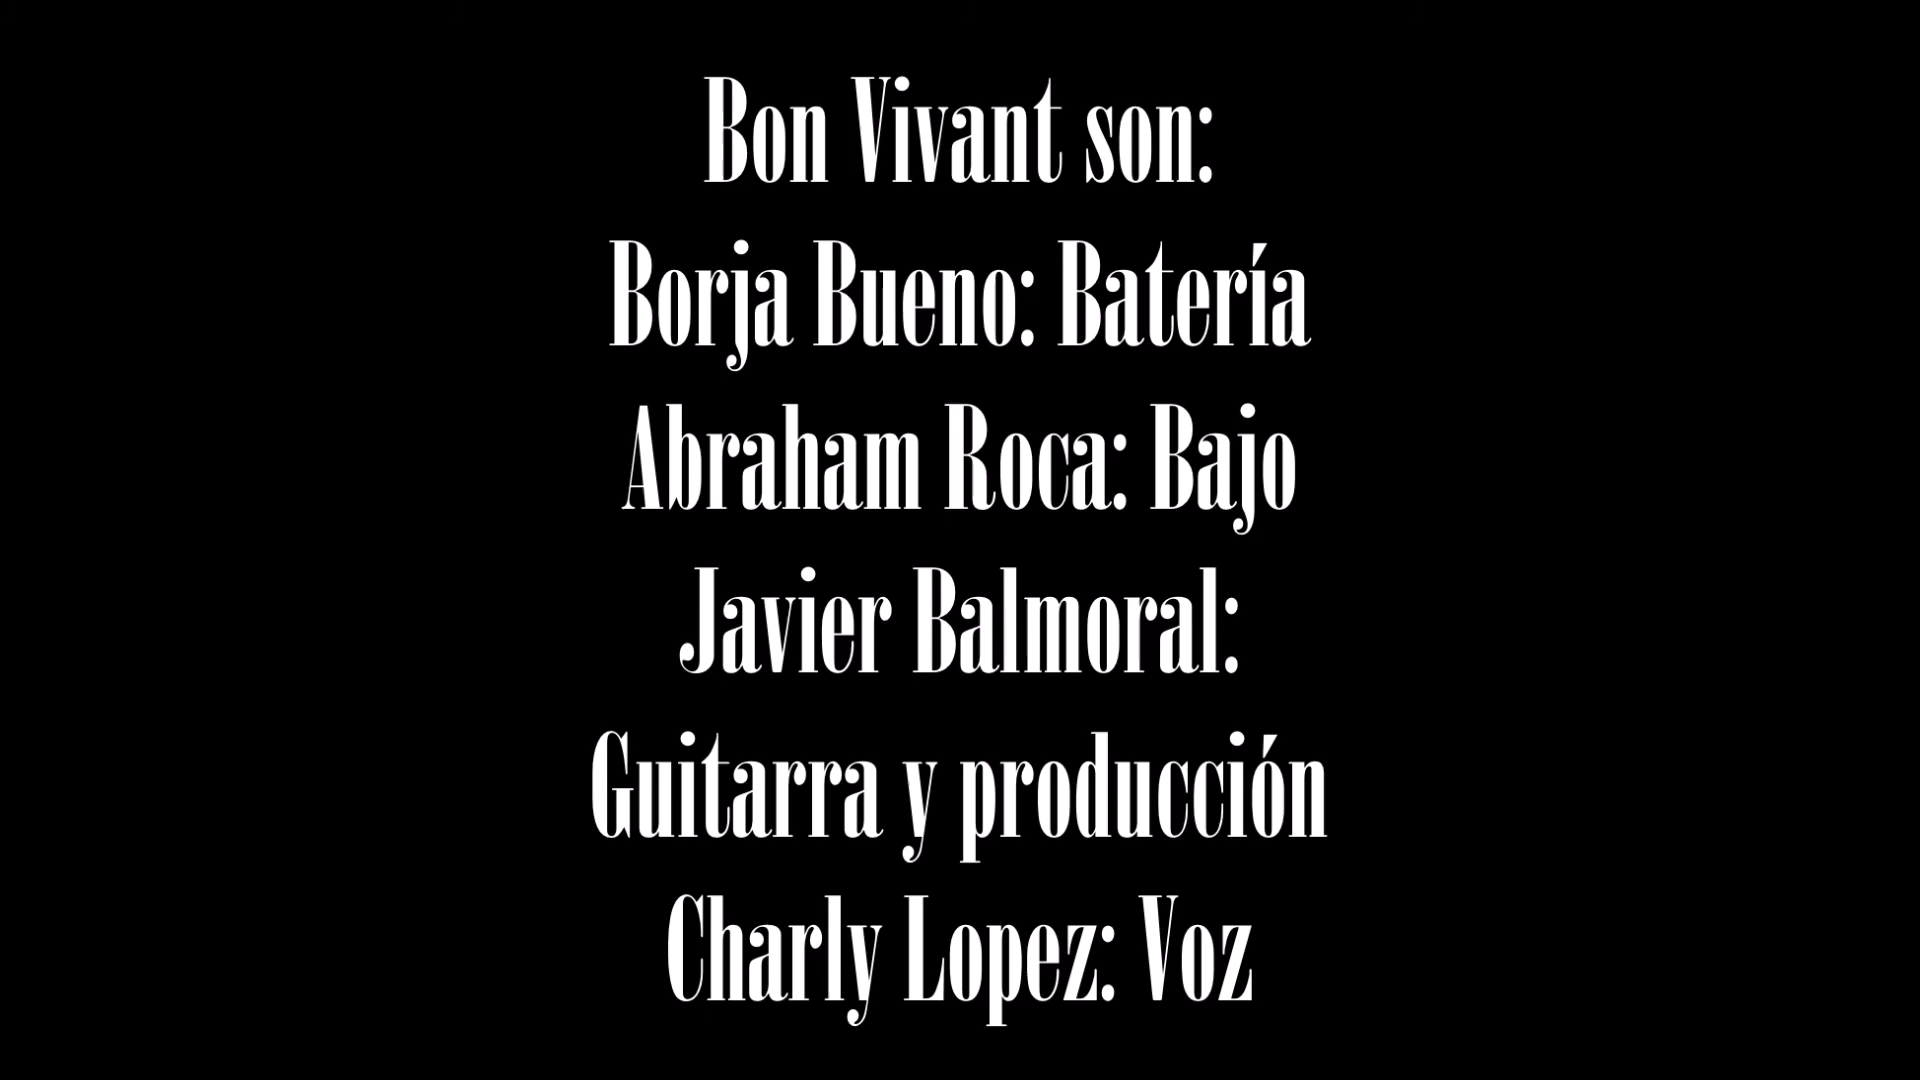 Bon Vivant son:
Borja Bueno: Batería
Abraham Roca: Bajo
Javier Balmoral:
Guitarra y producción
Charly Lopez: Voz